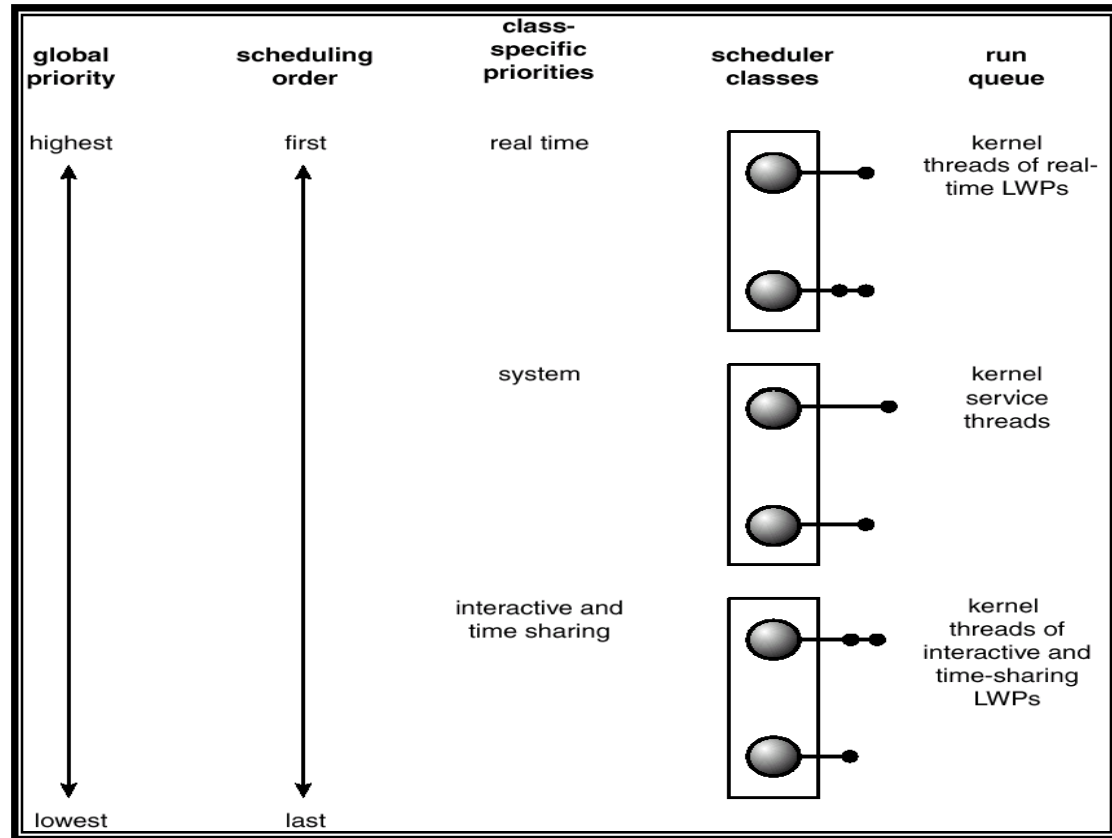 global
priority
scheduling
order
class-
specific
priorities
scheduler
classes
run
queue
highest
first
real time
kernel
threads of real-
time LWPs
system
kernel
service
threads
interactive and
time sharing
kernel
threads of
interactive and
time-sharing
LWPs
lowest
last